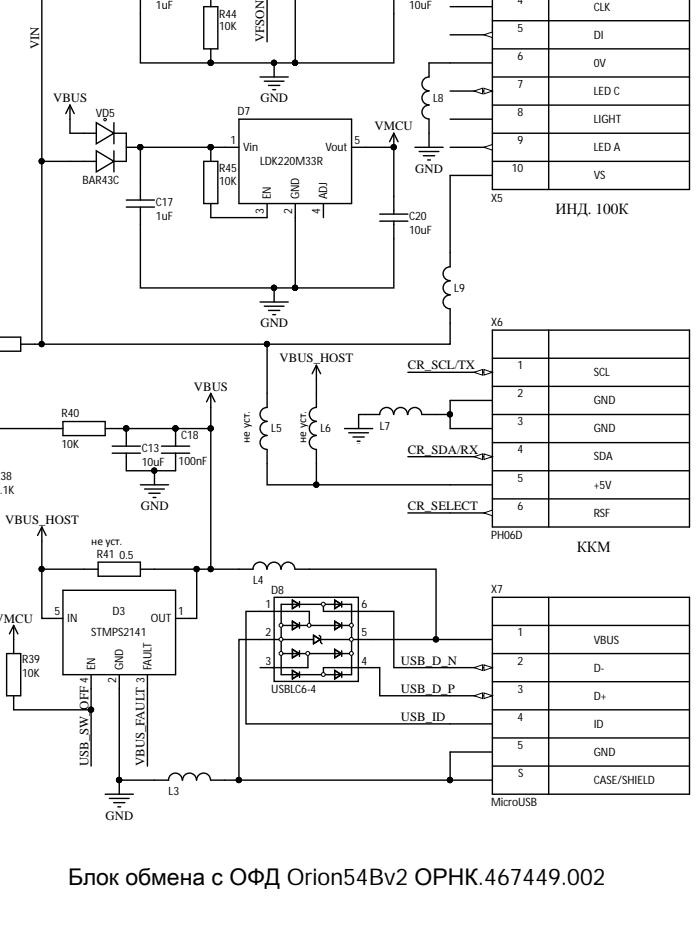 1uF
R44
10K
VFSON
10uF
4
CLK
VIN
5
DI
6
0V
VBUS
VD5
L8
7
LED C
D7
8
LIGHT
VMCU
1
Vin
Vout
5
9
LED A
LDK220M33R
GND
BAR43C
R45
10K
10
VS
EN
GND
ADJ
3
2
4
X5
C17
1uF
C20
10uF
ИНД. 100К
L9
GND
X6
VBUS_HOST
CR_SCL/TX
1
SCL
VBUS
2
GND
R40
не уст.
L5
не уст.
L6
L7
3
GND
10K
C13
10uF
C18
100nF
CR_SDA/RX
4
SDA
38
.1K
5
+5V
GND
CR_SELECT
6
RSF
VBUS_HOST
PH06D
ККМ
не уст.
R41 0.5
L4
D8
X7
5
IN
D3
STMPS2141
OUT
1
1
6
VMCU
2
5
1
VBUS
R39
10K
EN
GND
FAULT
3
4
USB_D_N
2
D-
4
2
3
USBLC6-4
USB_D_P
3
D+
USB_SW_OFF
VBUS_FAULT
USB_ID
4
ID
5
GND
L3
S
CASE/SHIELD
GND
MicroUSB
Блок обмена с ОФД Orion54Bv2 ОРНК.467449.002